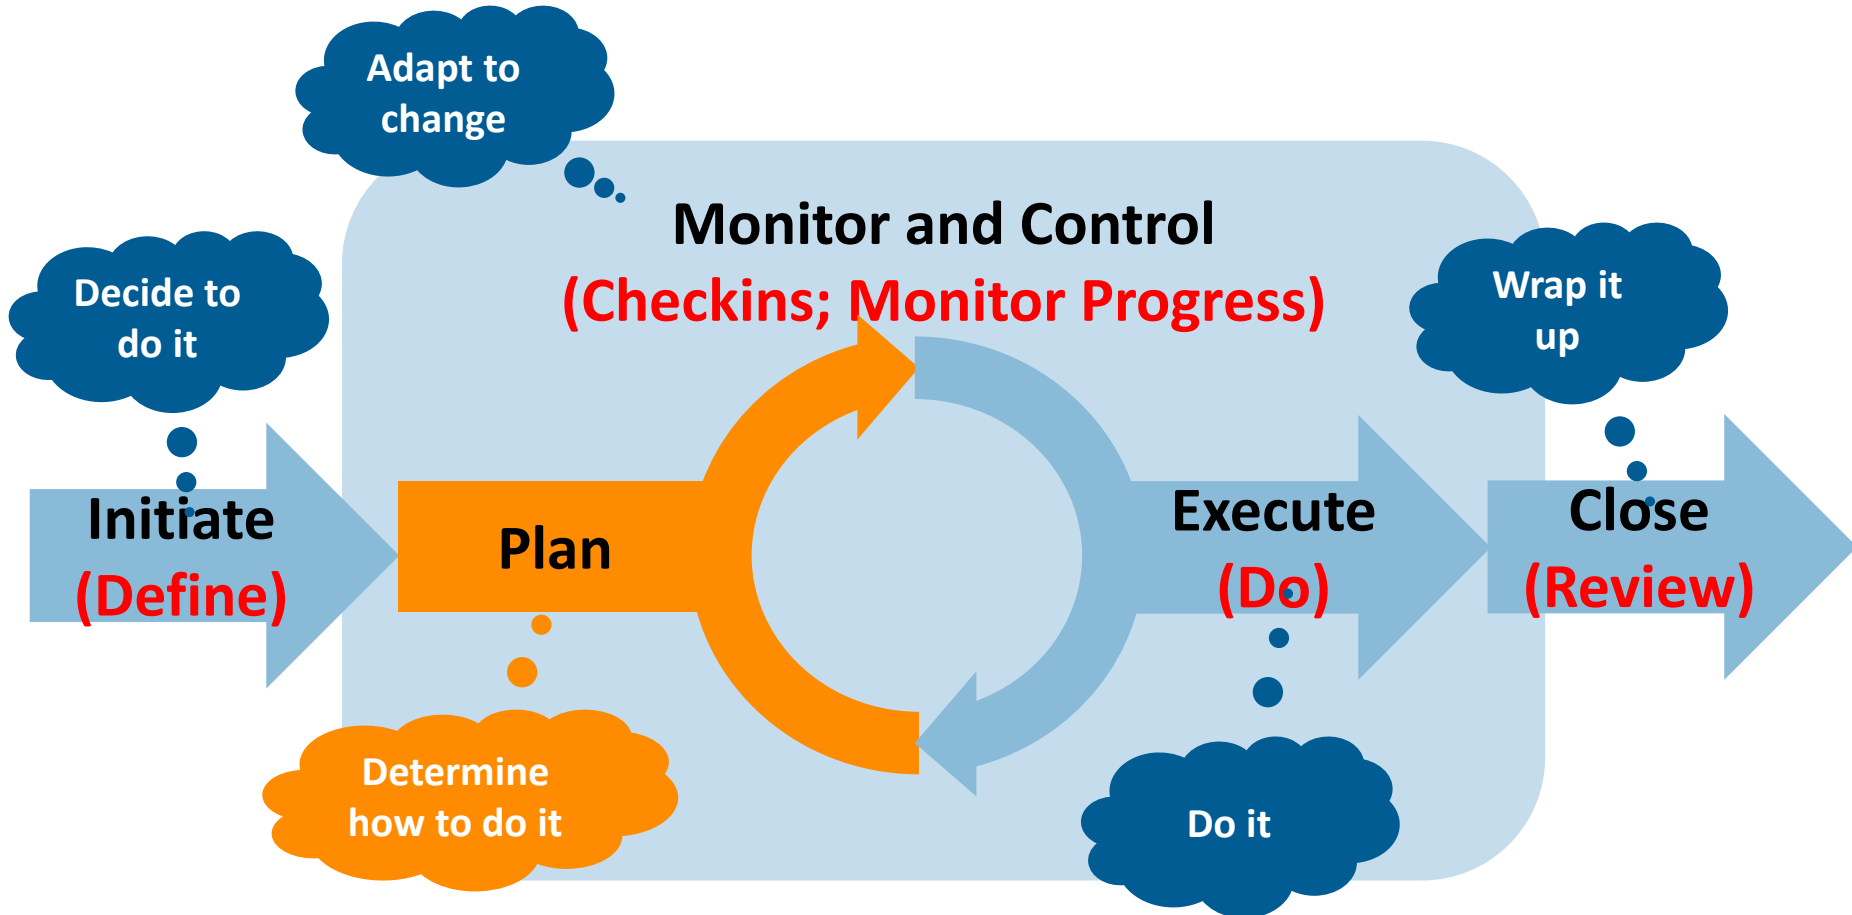 Adapt to
change
Monitor and Control
(Checkins; Monitor Progress)
Decide to
do it
Wrap it
up
Initiate
(Define)
Plan
Execute
(Do)
Close
(Review)
Determine
how to do it
Do it